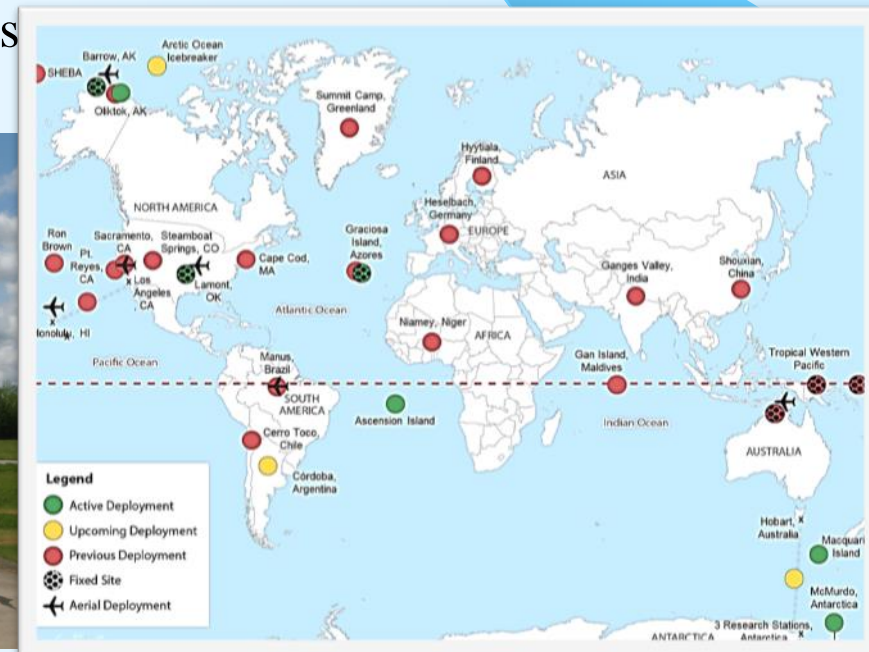 S
Barrow, AK
Arctic Ocean
Icebreaker
SHEBA
Oliktok, AK
Summit Camp,
Greenland
Hyytiala,
Finland
ASIA
NORTH AMERICA
Heselbach,
Germany
EUROPE
Ron
Brown
Pt.
Reyes,
CA
Sacramento,
CA
Steamboat
Springs, CO
Graciosa
Island,
Azores
Cape Cod,
MA
Lamont,
OK
Los
Angeles
CA
Ganges Valley,
India
Shouxian,
China
Honolulu, HI
Atlantic Ocean
Niamey, Niger
AFRICA
Pacific Ocean
Manus,
Brazil
Gan Island,
Maldives
Tropical Western
Pacific
SOUTH
AMERICA
Ascension Island
Indian Ocean
Cerro Toco,
Chile
AUSTRALIA
Córdoba,
Argentina
Legend
Active Deployment
Upcoming Deployment
Previous Deployment
Fixed Site
Aerial Deployment
Hobart, x
Australia
Macquari
Island
McMurdo,
Antarctica
3 Research Stations,
Antarctica x
ANTARCTICA